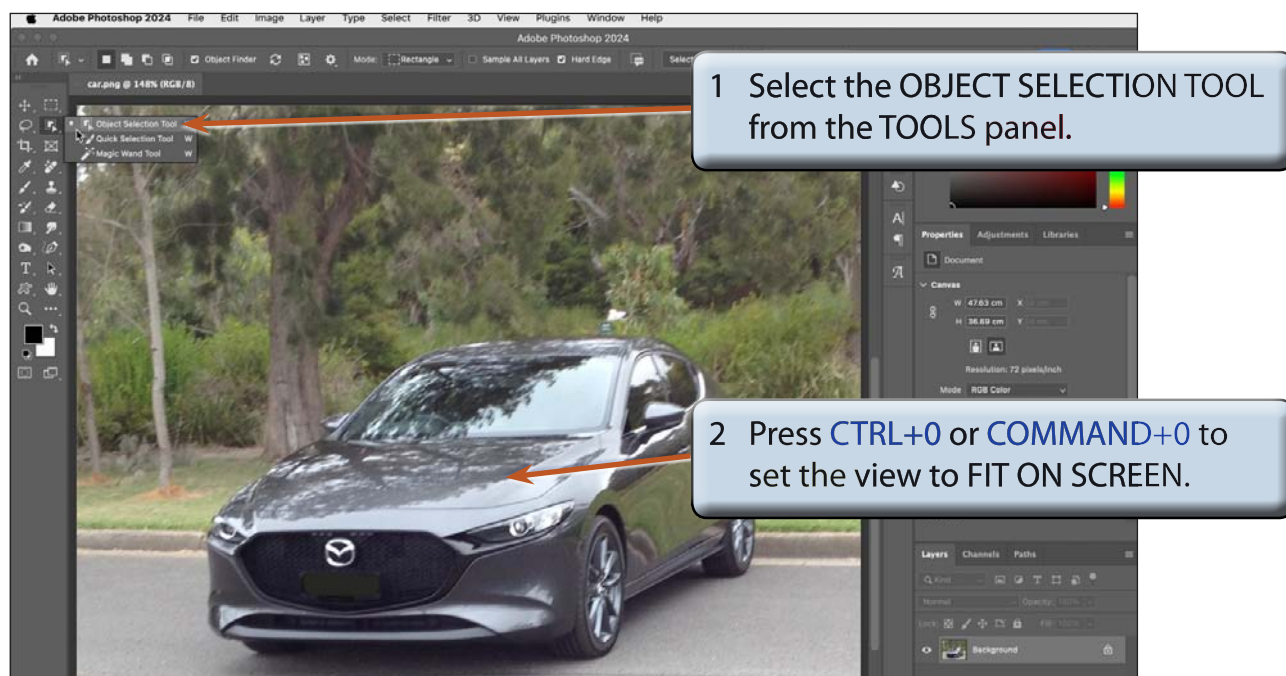 Adobe Photoshop 2024 File Edit Image Layer Type Select Filter 3D View Plugins Window Help
Adobe Photoshop 2024
Object Finder Mode: Rectangle Sample All Layers Hard Edge Select
car.png @ 148% (RGB/8)
1 Select the OBJECT SELECTION TOOL
from the TOOLS panel.
Object Selection Tool
Quick Selection Tool W
Magic Wand Tool W
Properties Adjustments Libraries
Document
Canvas
W 47.63 cm X
H 36.69 cm Y
Resolution: 72 pixels/inch
Mode RGB Color
2 Press CTRL+0 or COMMAND+0 to
set the view to FIT ON SCREEN.
Layers Channels Paths
Kind
Normal Opacity: 100%
Lock: Fill: 100%
Background